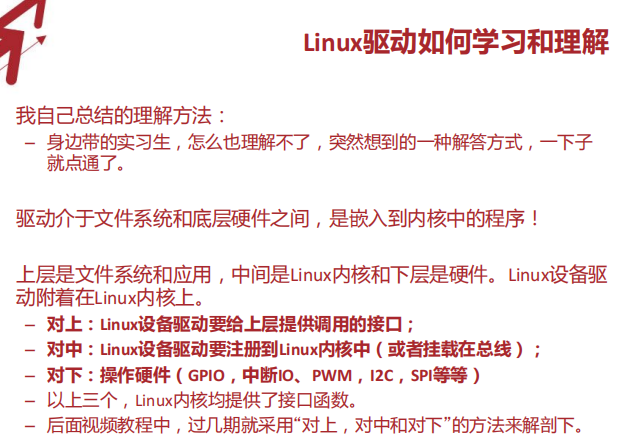 Linux驱动如何学习和理解
我自己总结的理解方法：
– 身边带的实习生，怎么也理解不了，突然想到的一种解答方式，一下子
就点通了。
驱动介于文件系统和底层硬件之间，是嵌入到内核中的程序！
上层是文件系统和应用，中间是Linux内核和下层是硬件。Linux设备驱
动附着在Linux内核上。
– 对上：Linux设备驱动要给上层提供调用的接口；
– 对中：Linux设备驱动要注册到Linux内核中（或者挂载在总线）；
– 对下：操作硬件（GPIO，中断IO、PWM，I2C，SPI等等）
– 以上三个，Linux内核均提供了接口函数。
– 后面视频教程中，过几期就采用“对上，对中和对下”的方法来解剖下。